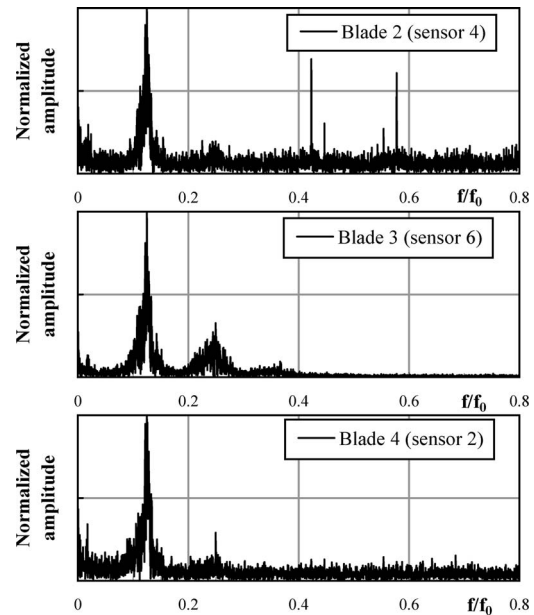 Normalized
amplitude
Blade 2 (sensor 4)
0 0.2 0.4 f/f₀ 0.8
0.6
Normalized
amplitude
Blade 3 (sensor 6)
0 0.2 0.4 0.6 f/f₀ 0.8
Normalized
amplitude
Blade 4 (sensor 2)
0 0.2 0.4 0.6 f/f₀ 0.8